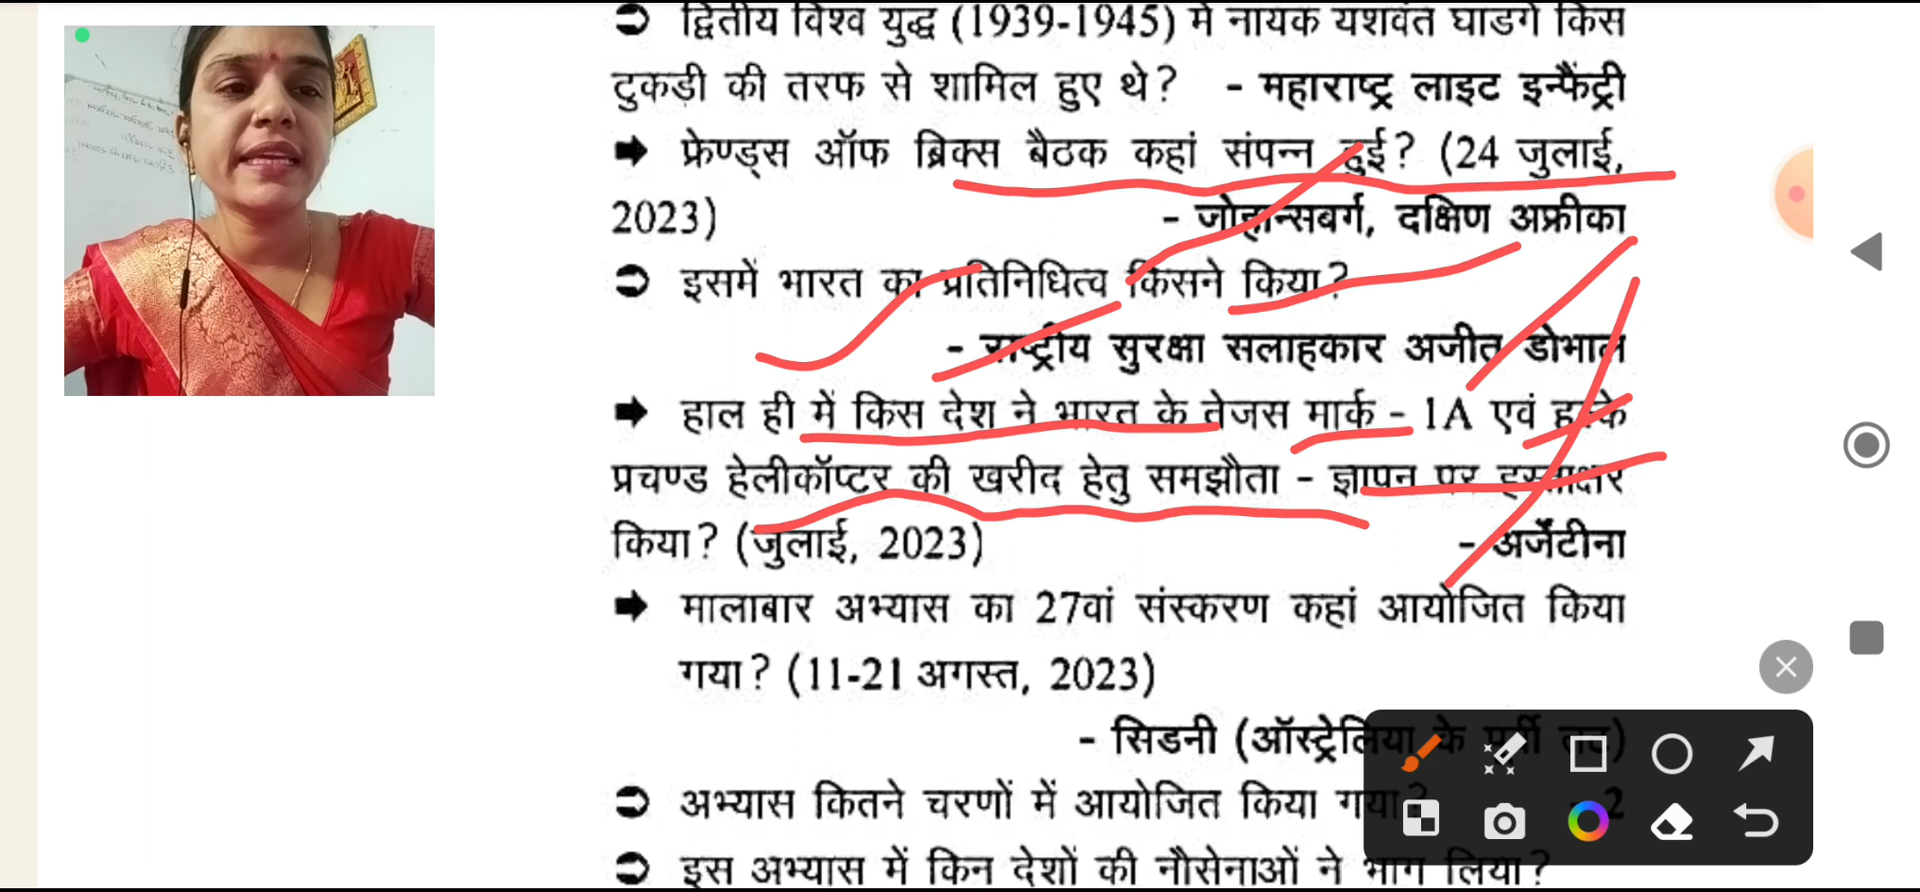 ➲ द्वितीय विश्व युद्ध (1939-1945) में नायक यशवंत घाडगे किस
टुकड़ी की तरफ से शामिल हुए थे? - महाराष्ट्र लाइट इन्फैंट्री
➡ फ्रेण्ड्स ऑफ ब्रिक्स बैठक कहां संपन्न हुई? (24 जुलाई,
2023) - जोहान्सबर्ग, दक्षिण अफ्रीका
➲ इसमें भारत का प्रतिनिधित्व किसने किया?
- राष्ट्रीय सुरक्षा सलाहकार अजीत डोभाल
➡ हाल ही में किस देश ने भारत के तेजस मार्क - 1A एवं हल्के
प्रचण्ड हेलीकॉप्टर की खरीद हेतु समझौता - ज्ञापन पर हस्ताक्षर
किया? (जुलाई, 2023) - अर्जेंटीना
➡ मालाबार अभ्यास का 27वां संस्करण कहां आयोजित किया
गया? (11-21 अगस्त, 2023)
- सिडनी (ऑस्ट्रेलिया के पूर्वी तट)
➲ अभ्यास कितने चरणों में आयोजित किया गया? - 2
➲ इस अभ्यास में किन देशों की नौसेनाओं ने भाग लिया?